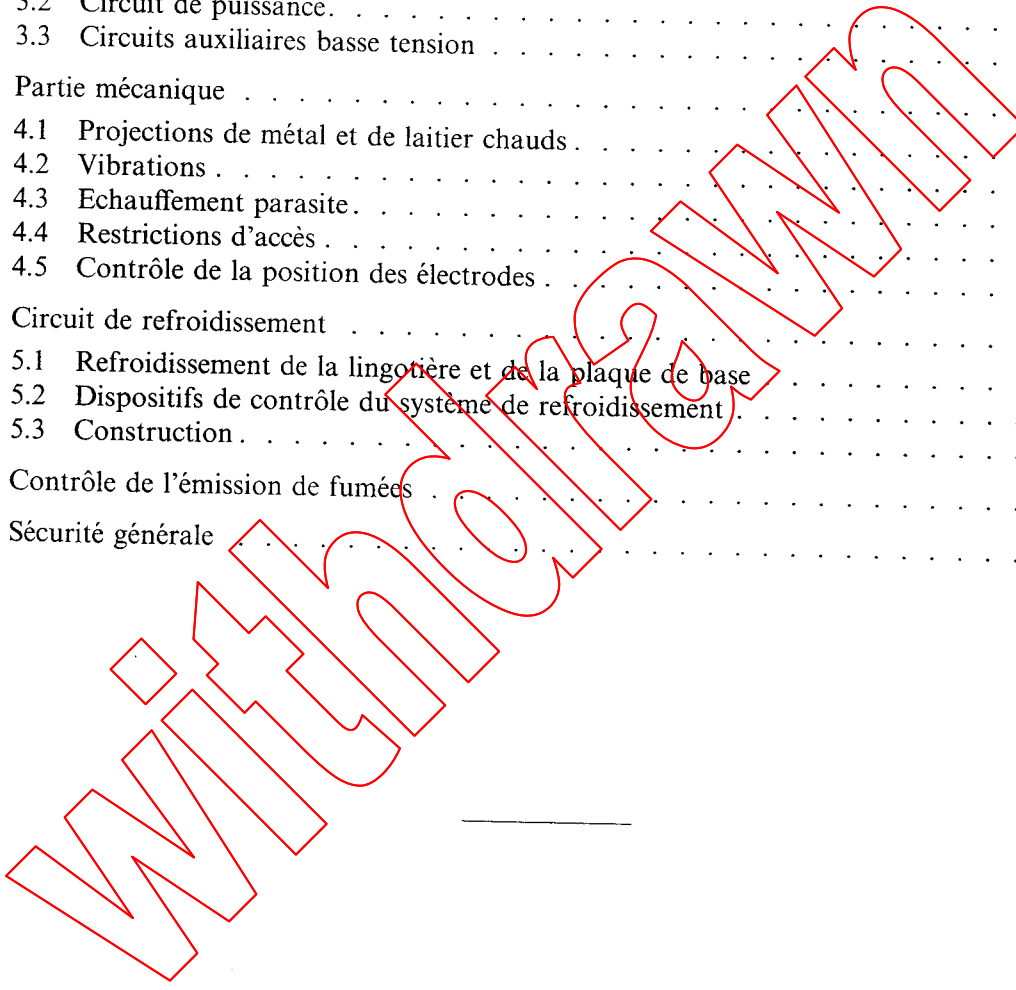 3.2 Circuit de puissance. . . . . . . . . . . . . . . . . . . . . . . . .
3.3 Circuits auxiliaires basse tension . . . . . . . . . . . . . . . . . . .
Partie mécanique . . . . . . . . . . . . . . . . . . . . . . . . . . . .
4.1 Projections de métal et de laitier chauds . . . . . . . . . . . . . . . .
4.2 Vibrations . . . . . . . . . . . . . . . . . . . . . . . . . . . . .
4.3 Echauffement parasite. . . . . . . . . . . . . . . . . . . . . . . .
4.4 Restrictions d'accès . . . . . . . . . . . . . . . . . . . . . . . . .
4.5 Contrôle de la position des électrodes . . . . . . . . . . . . . . . . .
Circuit de refroidissement . . . . . . . . . . . . . . . . . . . . . . . .
5.1 Refroidissement de la lingotière et de la plaque de base . . . . . . . . .
5.2 Dispositifs de contrôle du système de refroidissement . . . . . . . . . .
5.3 Construction . . . . . . . . . . . . . . . . . . . . . . . . . . . .
Contrôle de l'émission de fumées . . . . . . . . . . . . . . . . . . . . .
Sécurité générale . . . . . . . . . . . . . . . . . . . . . . . . . . . .
withdrawn